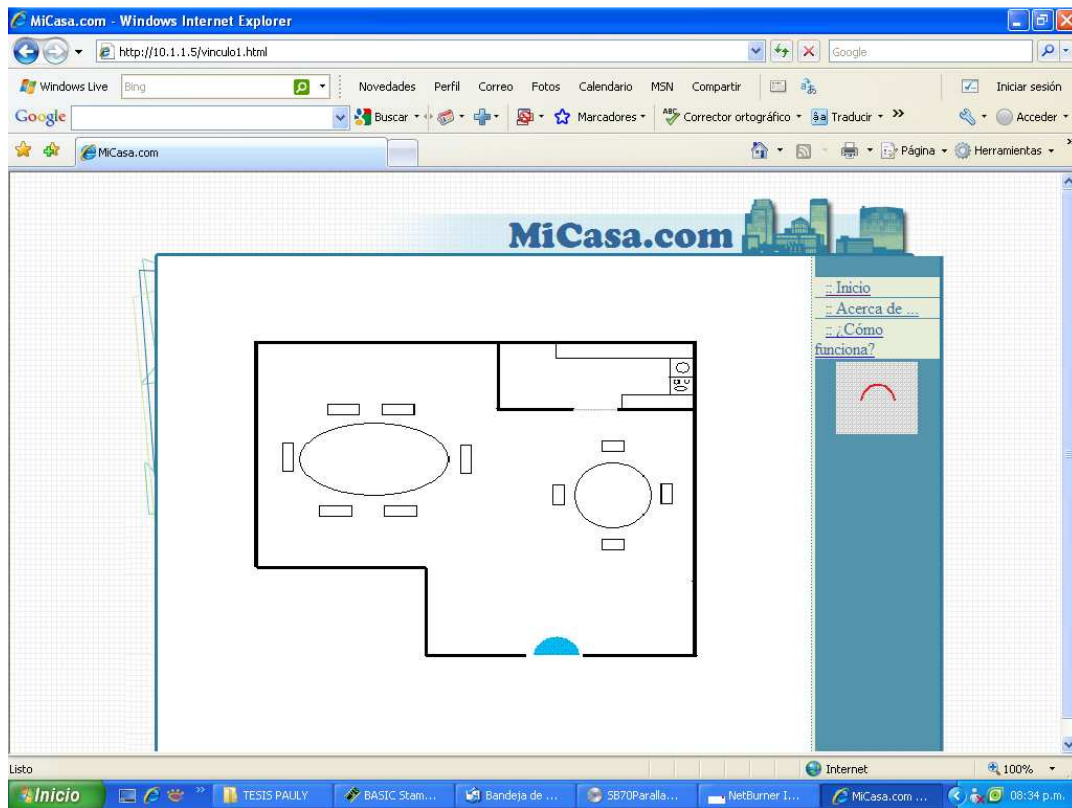 MiCasa.com - Windows Internet Explorer
http://10.1.1.5/vinculo1.html
Google
Windows Live
Bing
Novedades Perfil Correo Fotos Calendario MSN Compartir
Iniciar sesión
Google
Buscar
Marcadores
ABC Corrector ortográfico
Traducir
Acceder
MiCasa.com
Página
Herramientas
MiCasa.com
:: Inicio
:: Acerca de ...
:: ¿Cómo
funciona?
Listo
Internet
100%
Inicio
TESIS PAULY
BASIC Stam...
Bandeja de ...
SB70Paralla...
NetBurner I...
MiCasa.com ...
08:34 p.m.